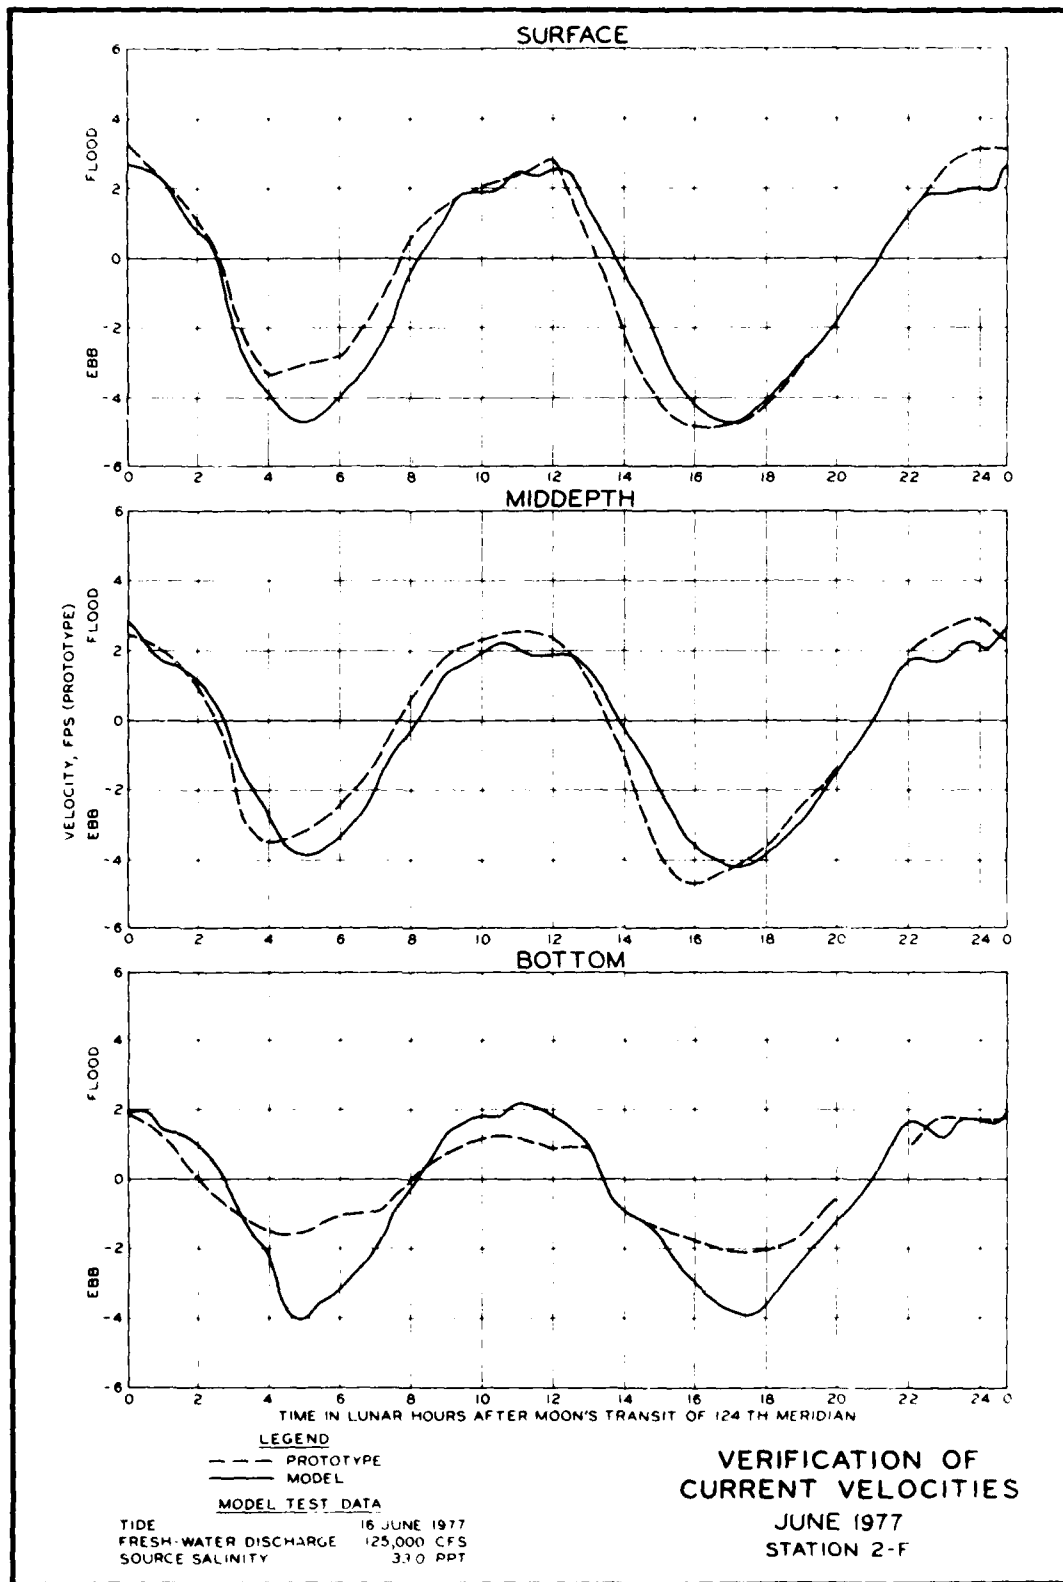 SURFACE
6
4
2
0
-2
-4
-6
FLOOD
EBB
0 2 4 6 8 10 12 14 16 18 20 22 24 0
MIDDEPTH
6
4
2
0
-2
-4
-6
VELOCITY, FPS (PROTOTYPE)
FLOOD
EBB
0 2 4 6 8 10 12 14 16 18 20 22 24 0
BOTTOM
6
4
2
0
-2
-4
-6
FLOOD
EBB
0 2 4 6 8 10 12 14 16 18 20 22 24 0
TIME IN LUNAR HOURS AFTER MOON'S TRANSIT OF 124 TH MERIDIAN
LEGEND
PROTOTYPE
MODEL
MODEL TEST DATA
TIDE 16 JUNE 1977
FRESH-WATER DISCHARGE 125,000 CFS
SOURCE SALINITY PPT
VERIFICATION OF
CURRENT VELOCITIES
JUNE 1977
STATION 2-F